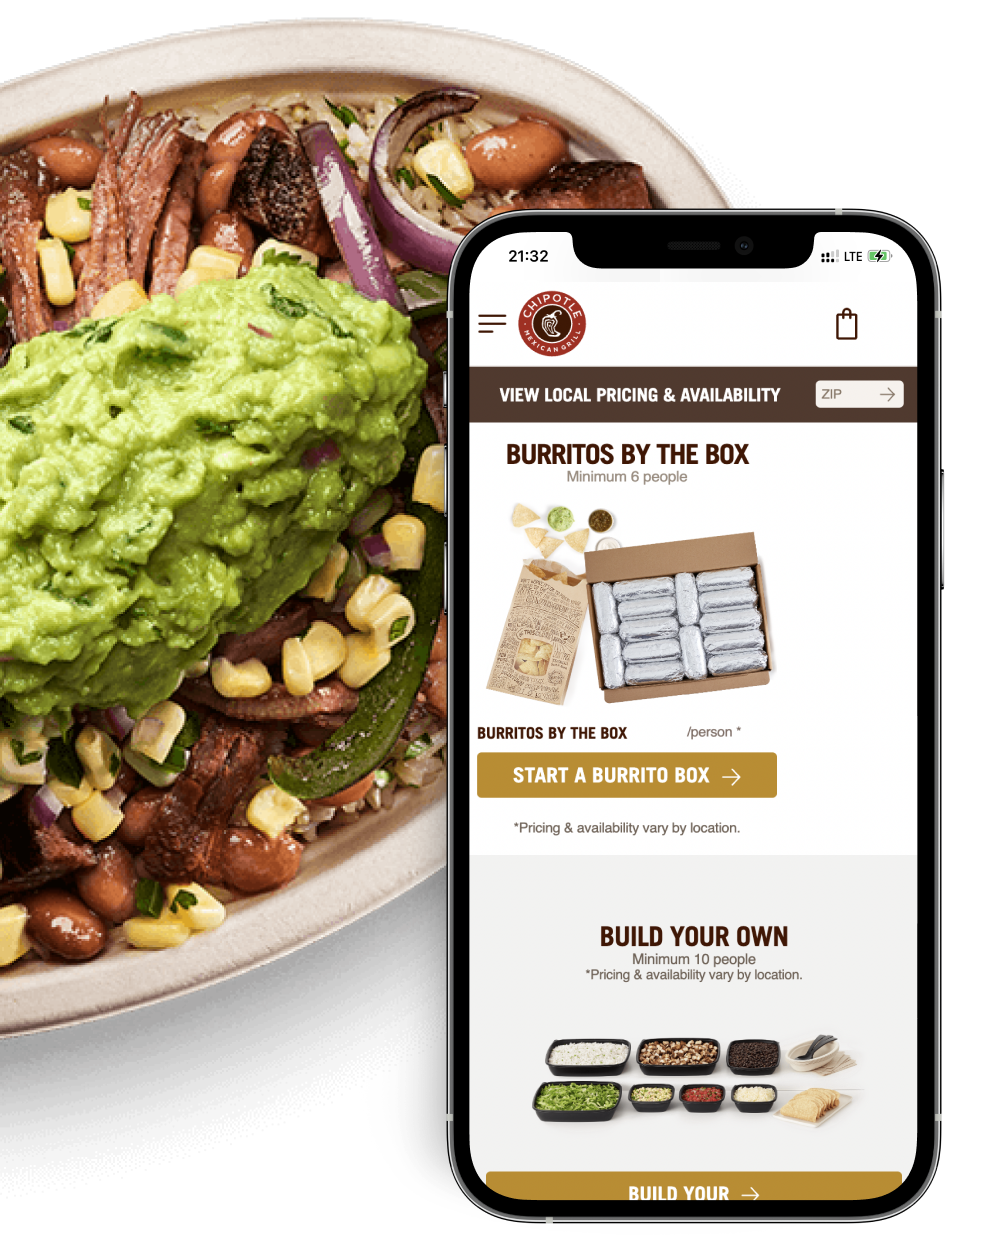 21:32
LTE
CHIPOTLE
MEXICAN GRILL
VIEW LOCAL PRICING & AVAILABILITY
ZIP
BURRITOS BY THE BOX
Minimum 6 people
BURRITOS BY THE BOX
/person *
START A BURRITO BOX
*Pricing & availability vary by location.
BUILD YOUR OWN
Minimum 10 people
*Pricing & availability vary by location.
BUILD YOUR